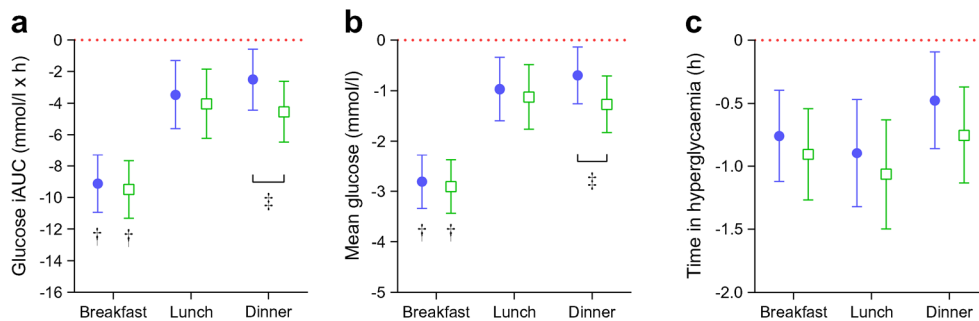 a
Glucose iAUC (mmol/l x h)
0
-2
-4
-6
-8
-10
-12
-14
-16
† †
‡
Breakfast Lunch Dinner
b
Mean glucose (mmol/l)
0
-1
-2
-3
-4
-5
† †
‡
Breakfast Lunch Dinner
c
Time in hyperglycaemia (h)
0
-0.5
-1.0
-1.5
-2.0
Breakfast Lunch Dinner